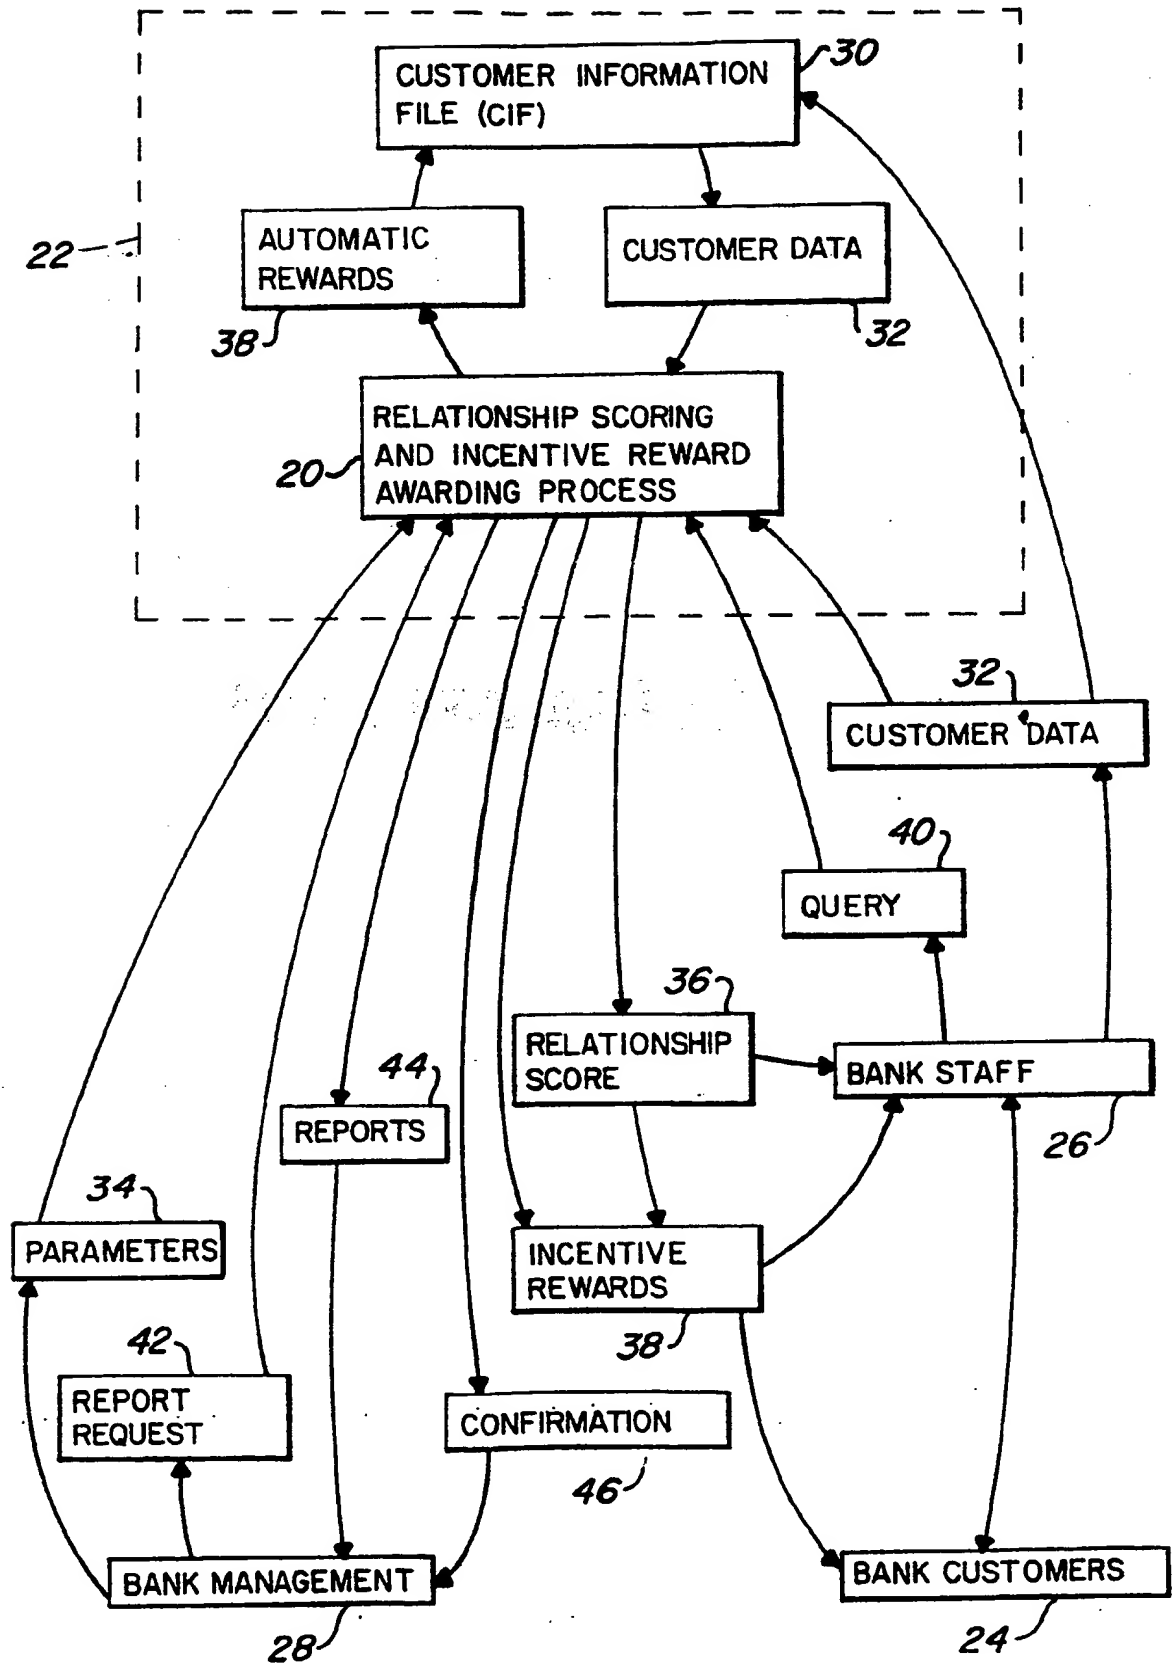 30
CUSTOMER INFORMATION
FILE (CIF)
22
AUTOMATIC
REWARDS
38
CUSTOMER DATA
32
RELATIONSHIP SCORING
AND INCENTIVE REWARD
AWARDING PROCESS
20
32
CUSTOMER DATA
40
QUERY
36
RELATIONSHIP
SCORE
BANK STAFF
26
44
REPORTS
34
PARAMETERS
INCENTIVE
REWARDS
38
42
REPORT
REQUEST
CONFIRMATION
46
BANK MANAGEMENT
28
BANK CUSTOMERS
24